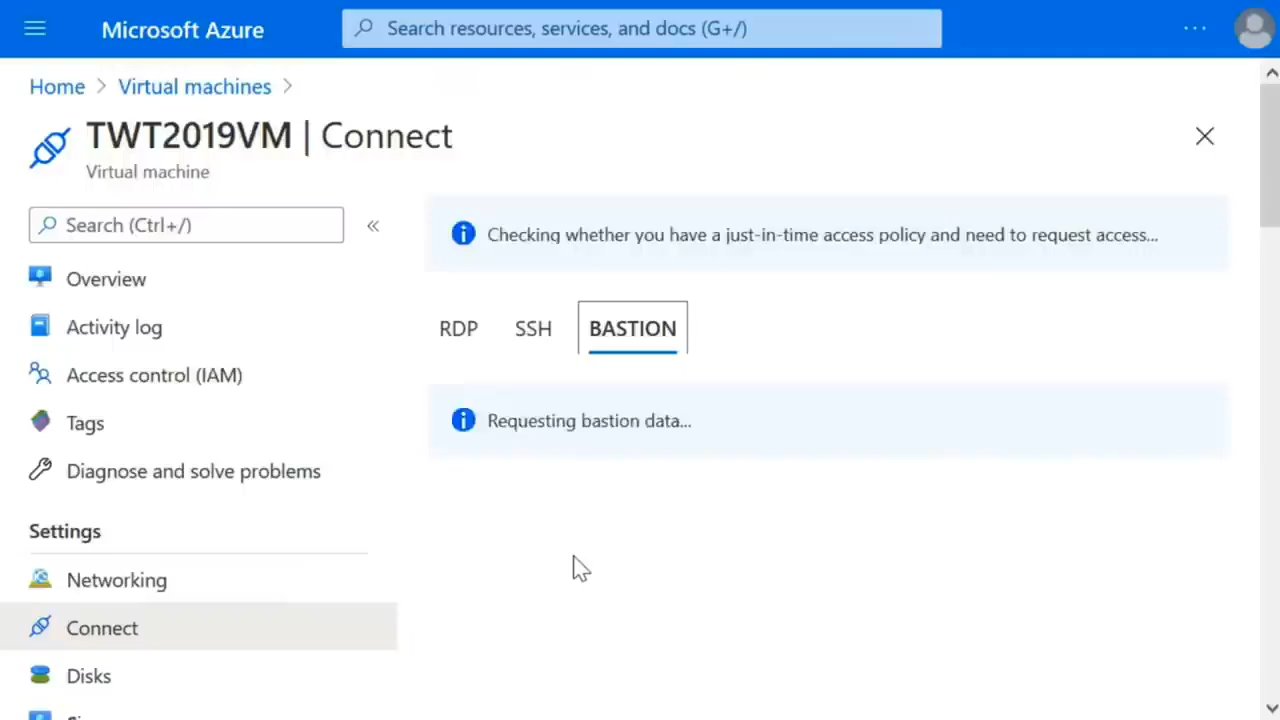 Microsoft Azure
Search resources, services, and docs (G+/)
...
Home > Virtual machines >
TWT2019VM | Connect
Virtual machine
Search (Ctrl+/)
«
Checking whether you have a just-in-time access policy and need to request access...
Overview
Activity log
Access control (IAM)
Tags
Diagnose and solve problems
RDP SSH BASTION
Requesting bastion data...
Settings
Networking
Connect
Disks